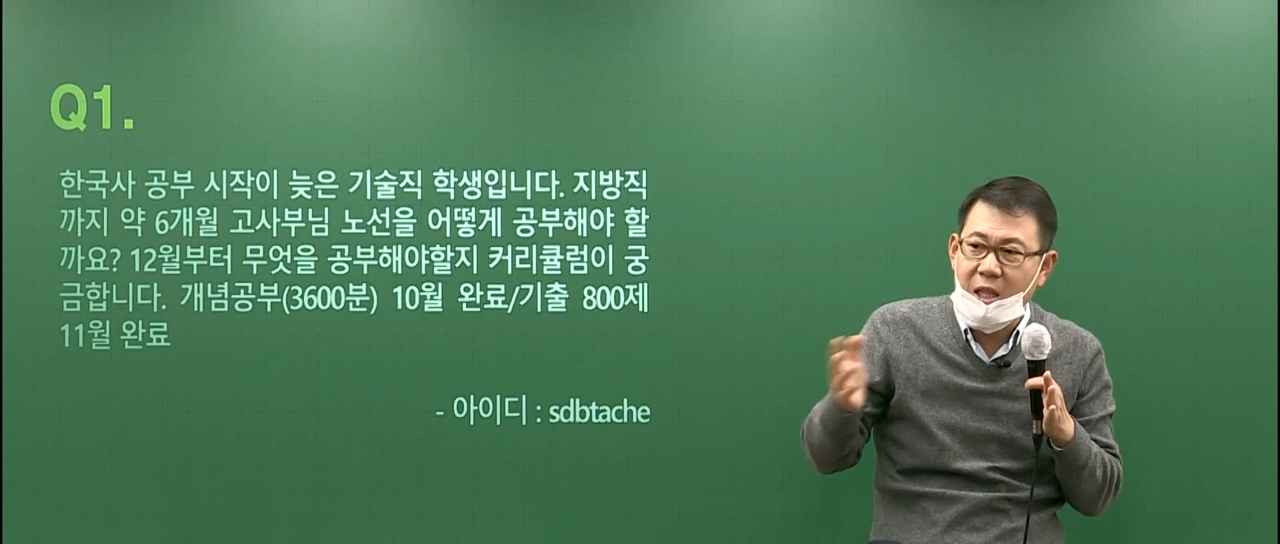 Q1.
한국사 공부 시작이 늦은 기술직 학생입니다. 지방직
까지 약 6개월 고사부님 노선을 어떻게 공부해야 할
까요? 12월부터 무엇을 공부해야할지 커리큘럼이 궁
금합니다. 개념공부(3600분) 10월 완료/기출 800제
11월 완료
- 아이디 : sdbtache